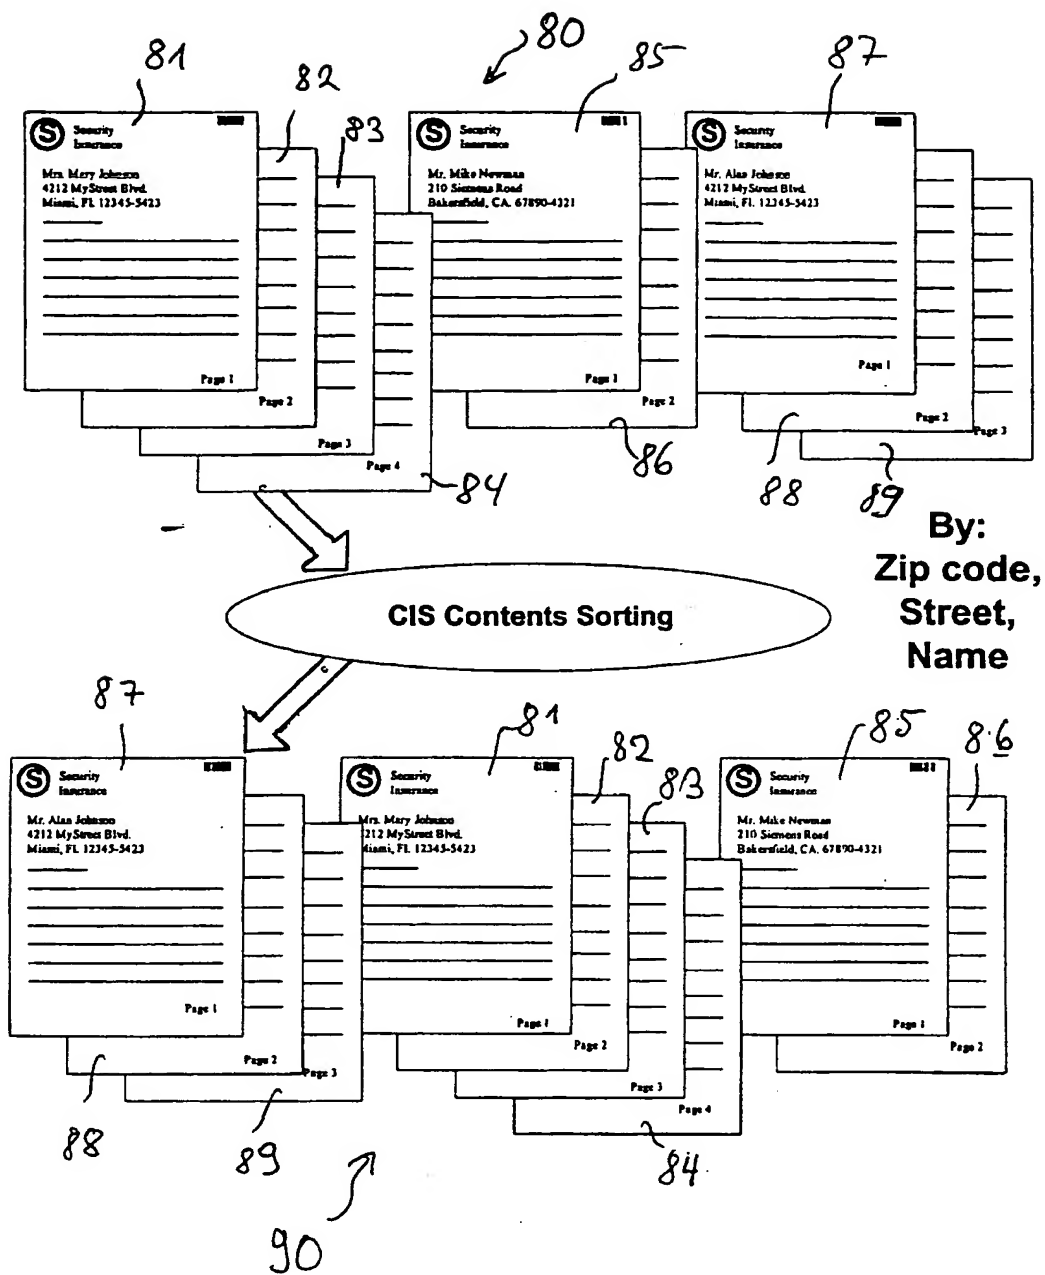 80
81
82
83
85
87
S Security
Insurance
Mrs. Mary Johnson
4212 MyStreet Blvd.
Miami, FL 12345-5423
Page 1
Page 2
Page 3
Page 4
84
S Security
Insurance
Mr. Mike Newman
210 Siemens Road
Bakersfield, CA. 67890-4321
Page 1
Page 2
86
S Security
Insurance
Mr. Alan Johnson
4212 MyStreet Blvd.
Miami, FL 12345-5423
Page 1
Page 2
Page 3
88
89
By:
Zip code,
Street,
Name
CIS Contents Sorting
87
81
82
83
85
8.6
S Security
Insurance
Mr. Alan Johnson
4212 MyStreet Blvd.
Miami, FL 12345-5423
Page 1
Page 2
Page 3
88
89
S Security
Insurance
Mrs. Mary Johnson
212 MyStreet Blvd.
Miami, FL 12345-5423
Page 1
Page 2
Page 3
Page 4
84.
S Security
Insurance
Mr. Mike Newman
210 Siemens Road
Bakersfield, CA. 67890-4321
Page 1
Page 2
90